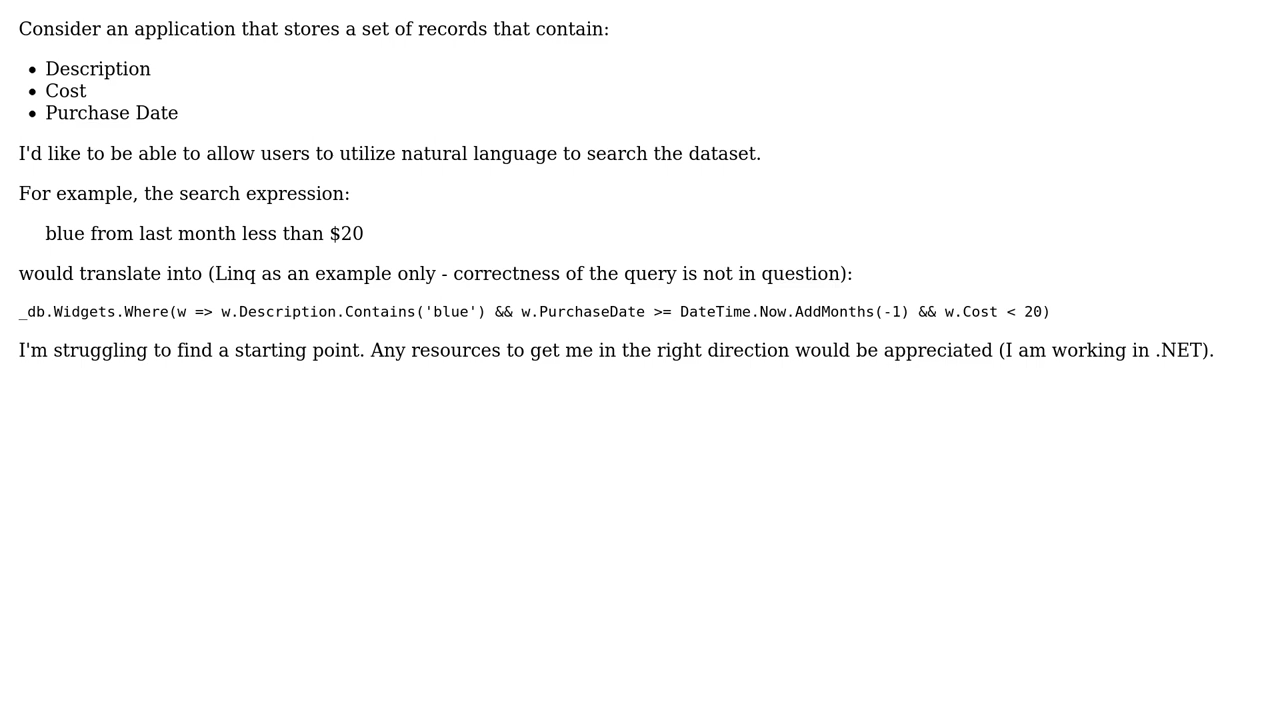 Consider an application that stores a set of records that contain:
Description
Cost
Purchase Date
I'd like to be able to allow users to utilize natural language to search the dataset.
For example, the search expression:
blue from last month less than $20
would translate into (Linq as an example only - correctness of the query is not in question):
_db.Widgets.Where(w => w.Description.Contains('blue') && w.PurchaseDate >= DateTime.Now.AddMonths(-1) && w.Cost < 20)
I'm struggling to find a starting point. Any resources to get me in the right direction would be appreciated (I am working in .NET).